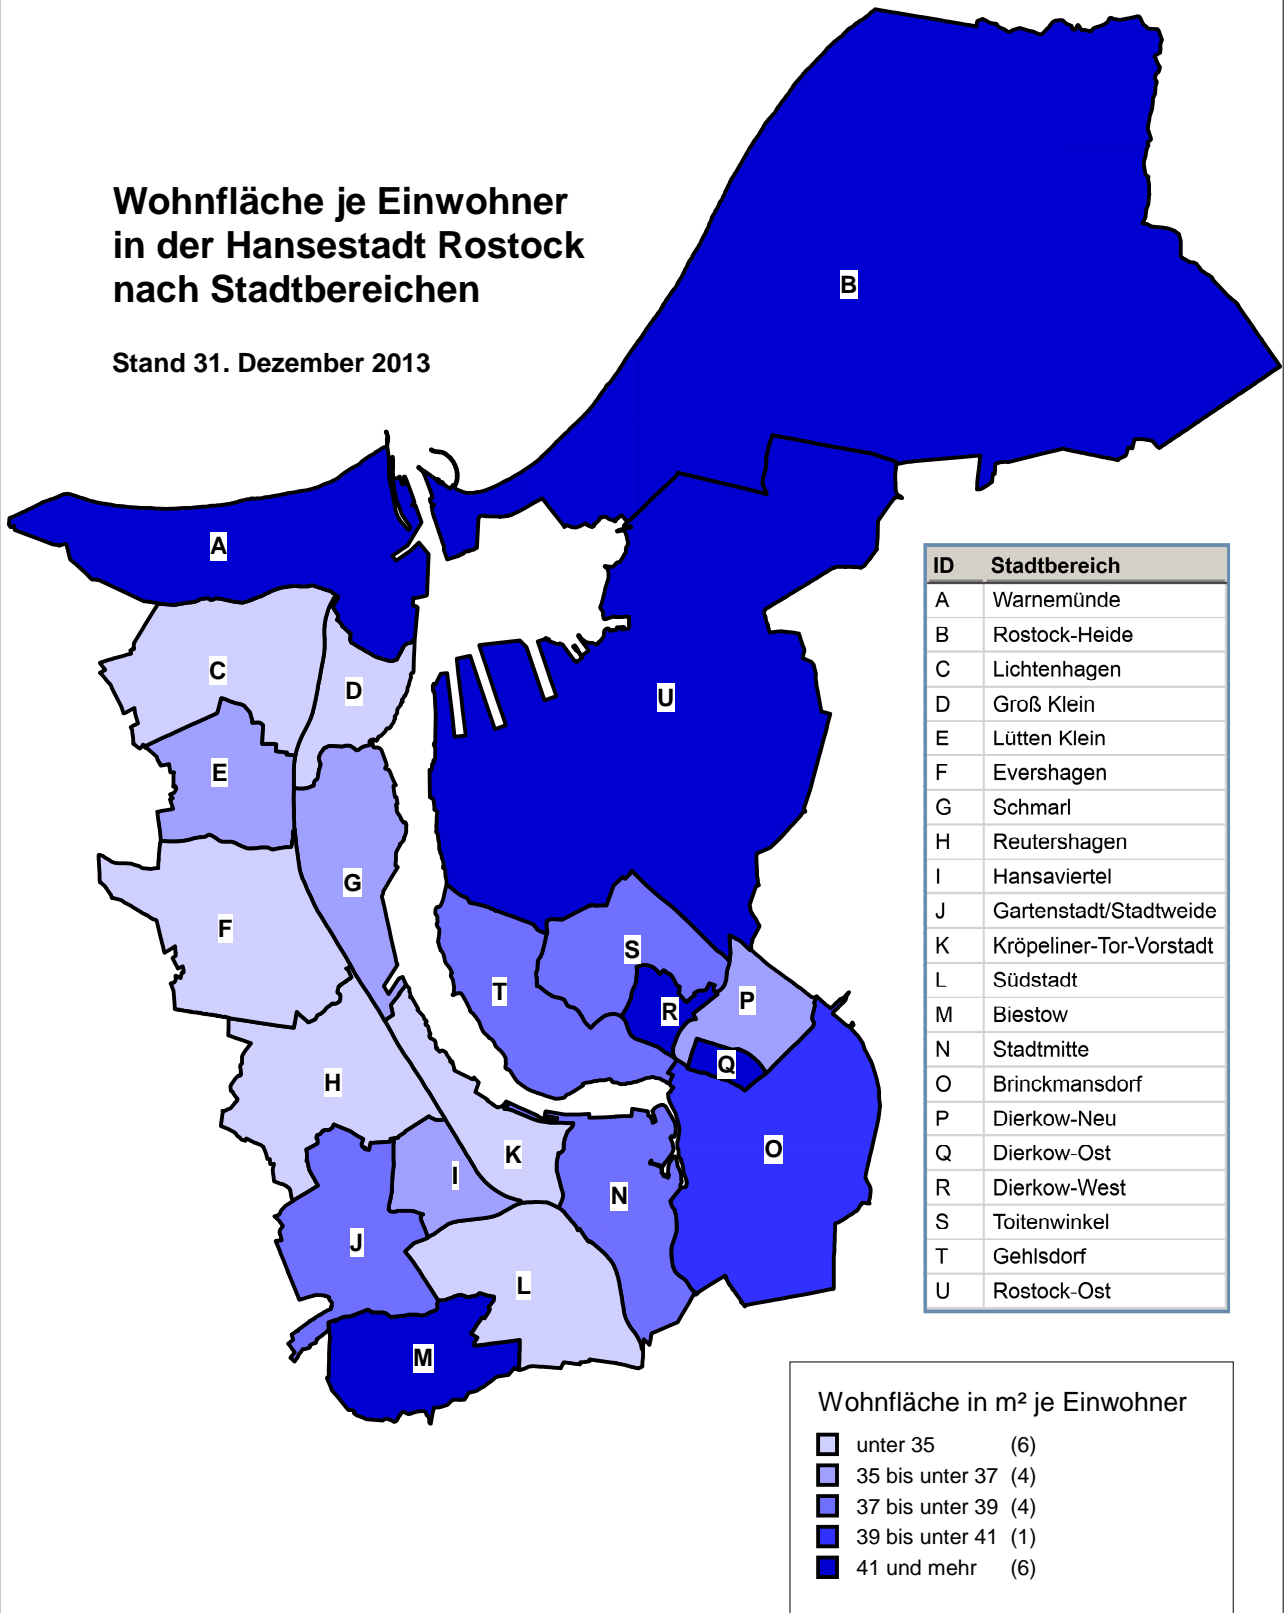 Wohnfläche je Einwohner
in der Hansestadt Rostock
nach Stadtbereichen
Stand 31. Dezember 2013
B
A
C
D
U
E
G
F
S
T
R
P
Q
H
K
I
O
N
J
L
M
ID Stadtbereich
A Warnemünde
B Rostock-Heide
C Lichtenhagen
D Groß Klein
E Lütten Klein
F Evershagen
G Schmarl
H Reutershagen
I Hansaviertel
J Gartenstadt/Stadtweide
K Kröpeliner-Tor-Vorstadt
L Südstadt
M Biestow
N Stadtmitte
O Brinckmansdorf
P Dierkow-Neu
Q Dierkow-Ost
R Dierkow-West
S Toitenwinkel
T Gehlsdorf
U Rostock-Ost
Wohnfläche in m² je Einwohner
unter 35 (6)
35 bis unter 37 (4)
37 bis unter 39 (4)
39 bis unter 41 (1)
41 und mehr (6)